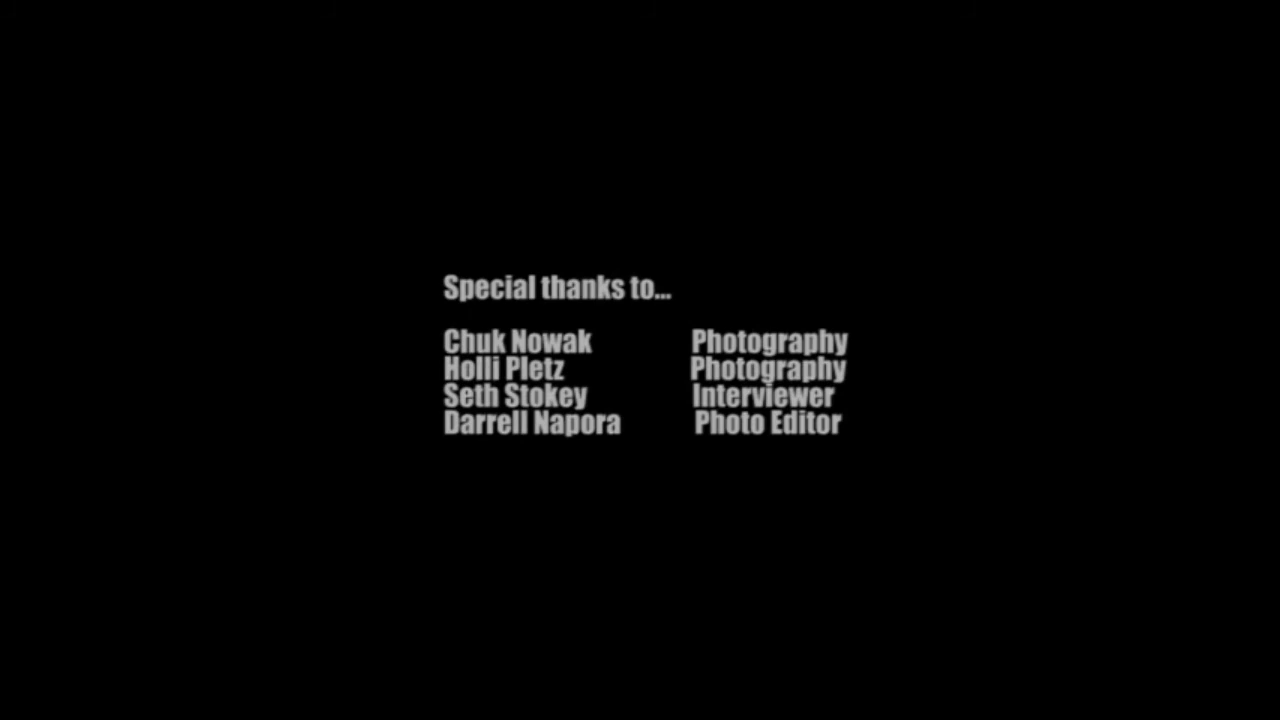 Special thanks to...
Chuk Nowak Photography
Holli Pletz Photography
Seth Stokey Interviewer
Darrell Napora Photo Editor